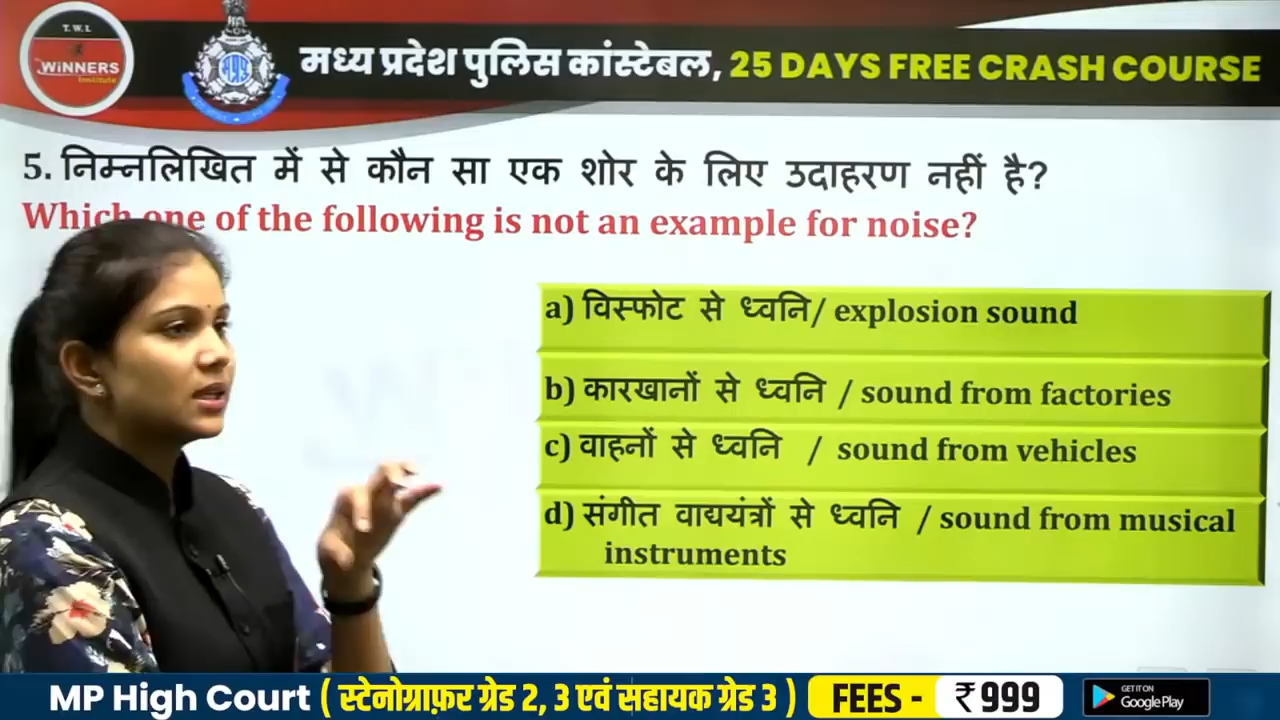 T.W.I.
WiNNERS
Institute
मध्य प्रदेश पुलिस कांस्टेबल, 25 DAYS FREE CRASH COURSE
5. निम्नलिखित में से कौन सा एक शोर के लिए उदाहरण नहीं है?
Which one of the following is not an example for noise?
a) विस्फोट से ध्वनि/ explosion sound
b) कारखानों से ध्वनि / sound from factories
c) वाहनों से ध्वनि / sound from vehicles
d) संगीत वाद्ययंत्रों से ध्वनि / sound from musical
instruments
MP High Court ( स्टेनोग्राफ़र ग्रेड 2, 3 एवं सहायक ग्रेड 3 ) FEES - ₹ 999
GET IT ON
Google Play